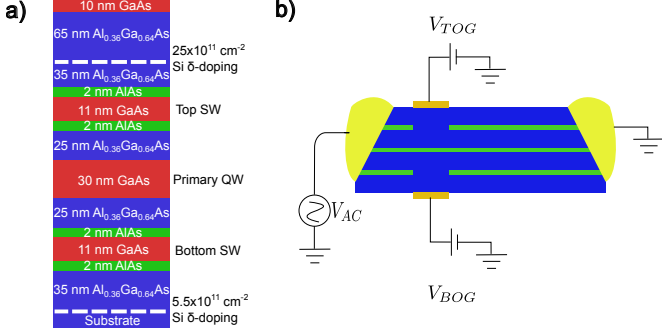 a)
10 nm GaAs
65 nm Al0.36Ga0.64As
25x10^11 cm^-2
Si δ-doping
35 nm Al0.36Ga0.64As
2 nm AlAs
11 nm GaAs
Top SW
2 nm AlAs
25 nm Al0.36Ga0.64As
30 nm GaAs
Primary QW
25 nm Al0.36Ga0.64As
2 nm AlAs
11 nm GaAs
Bottom SW
2 nm AlAs
35 nm Al0.36Ga0.64As
5.5x10^11 cm^-2
Si δ-doping
Substrate
b)
V_TOG
V_AC
V_BOG